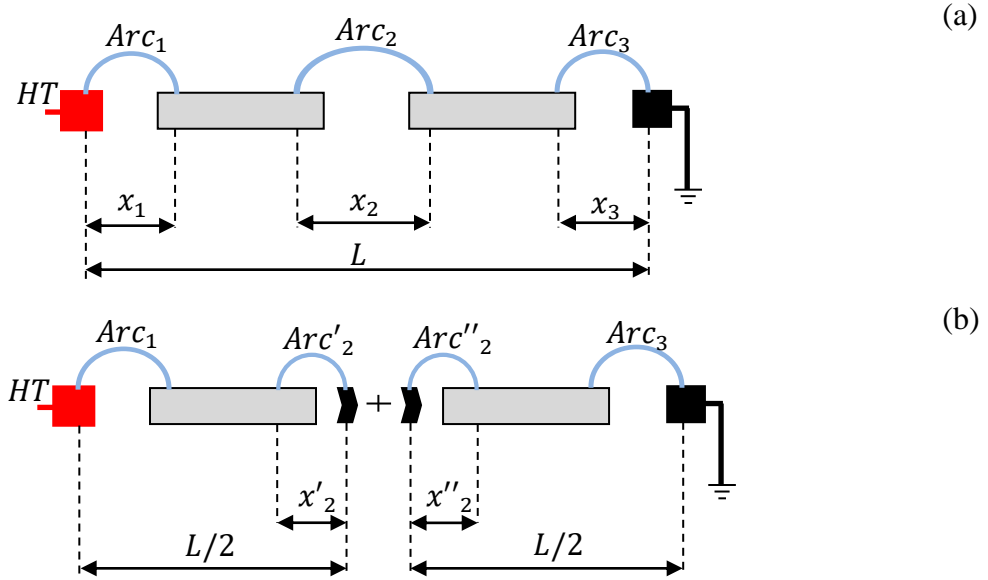 (a)
Arc₁ Arc₂ Arc₃
HT
x₁ x₂ x₃
L
(b)
Arc₁ Arc'₂ Arc''₂ Arc₃
HT +
x'₂ x''₂
L/2 L/2